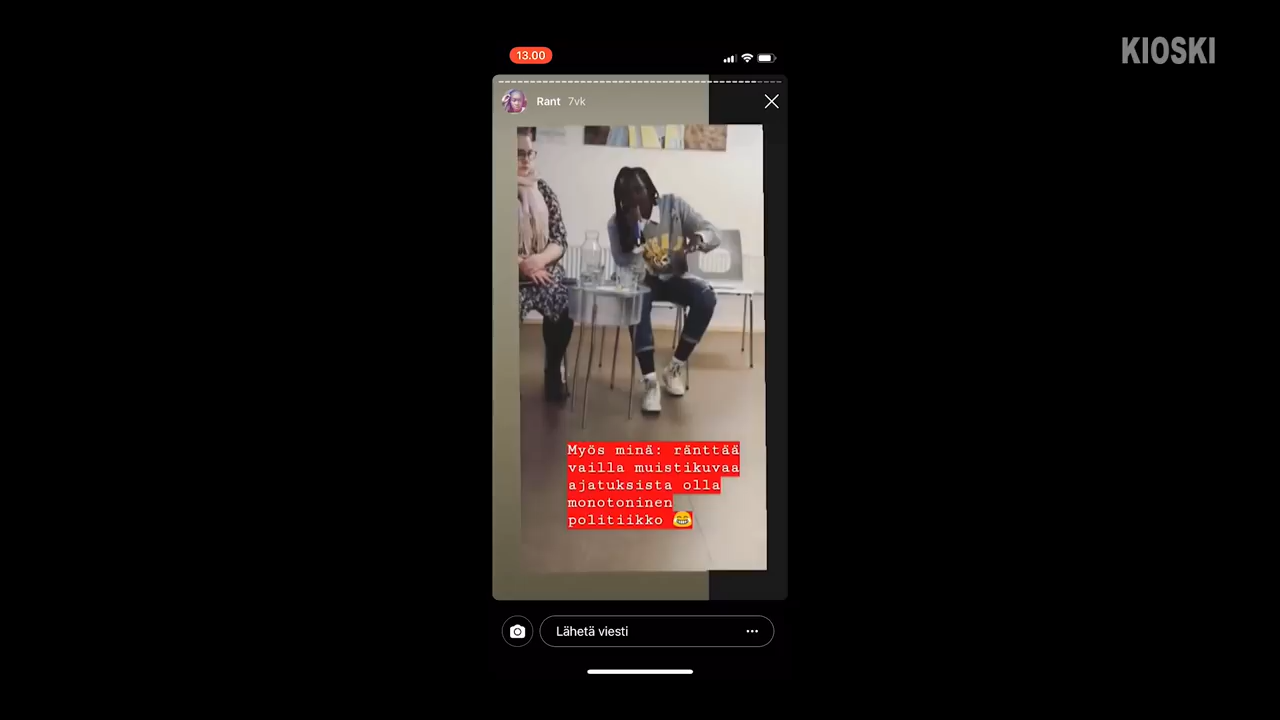 KIOSKI
13.00
Rant 7vk
Myös minä: ränttää
vailla muistikuvaa
ajatuksista olla
monotoninen
politiikko 😂
Lähetä viesti